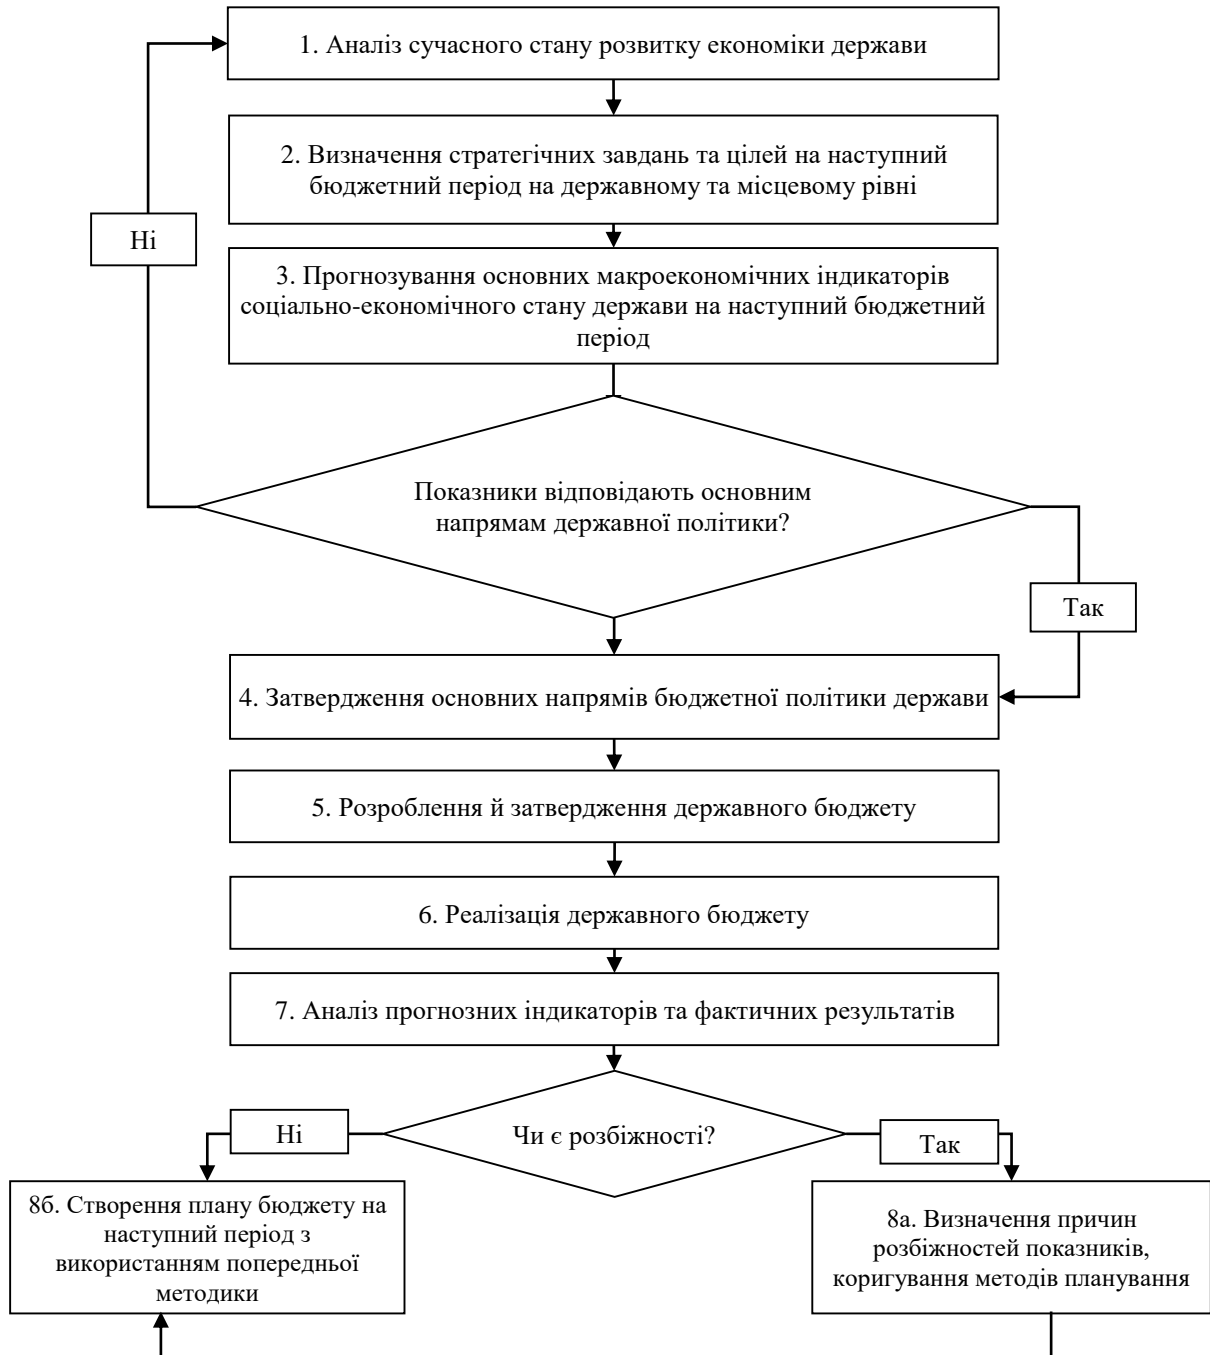 1. Аналіз сучасного стану розвитку економіки держави
2. Визначення стратегічних завдань та цілей на наступний
бюджетний період на державному та місцевому рівні
Ні
3. Прогнозування основних макроекономічних індикаторів
соціально-економічного стану держави на наступний бюджетний
період
Показники відповідають основним
напрямам державної політики?
Так
4. Затвердження основних напрямів бюджетної політики держави
5. Розроблення й затвердження державного бюджету
6. Реалізація державного бюджету
7. Аналіз прогнозних індикаторів та фактичних результатів
Ні
Чи є розбіжності?
Так
8б. Створення плану бюджету на
наступний період з
використанням попередньої
методики
8а. Визначення причин
розбіжностей показників,
коригування методів планування